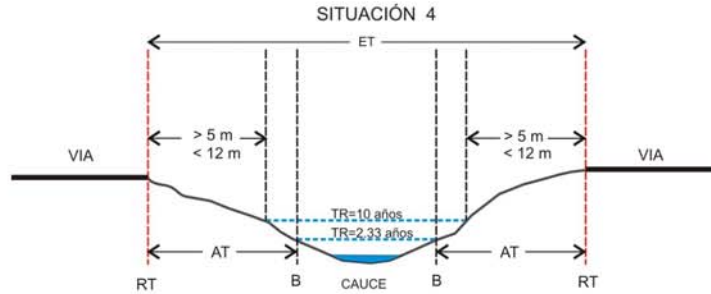 SITUACIÓN 4
ET
> 5 m
< 12 m
> 5 m
< 12 m
VIA
VIA
TR=10 años
TR=2,33 años
AT
AT
RT
B
CAUCE
B
RT